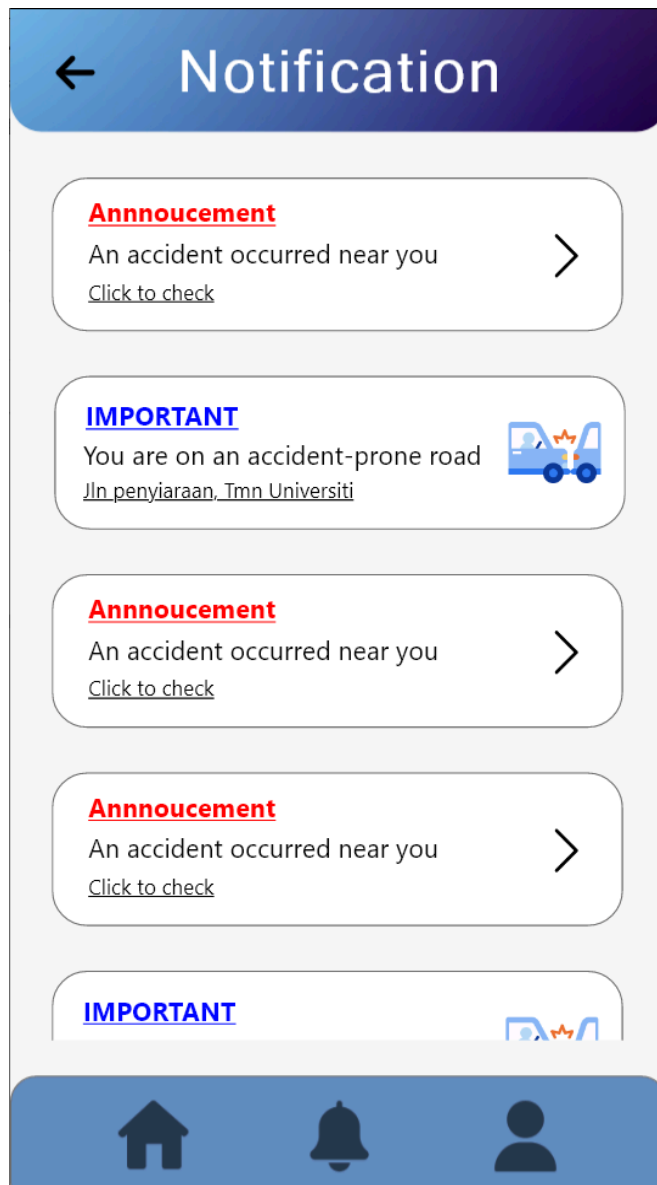 Notification
Annnoucement
An accident occurred near you
Click to check
IMPORTANT
You are on an accident-prone road
Jln penyiaraan, Tmn Universiti
Annnoucement
An accident occurred near you
Click to check
Annnoucement
An accident occurred near you
Click to check
IMPORTANT